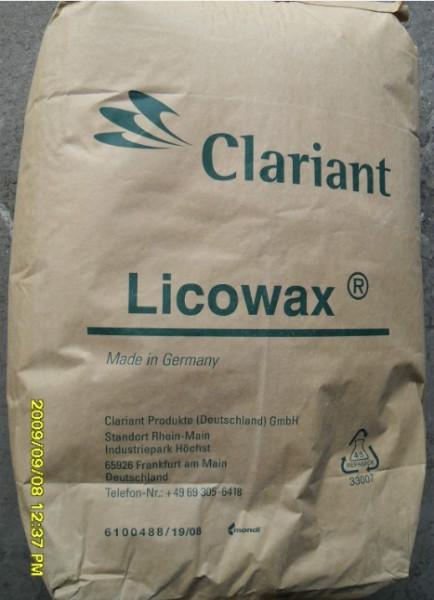 Clariant
Licowax ®
Made in Germany
Clariant Produkte (Deutschland) GmbH
Standort Rhein-Main
Industriepark Höchst
65926 Frankfurt am Main
Deutschland
Telefon-Nr.: +49 69 305-6418
33007
6100488/19/08
mondi
2009/09/08 12:37 PM